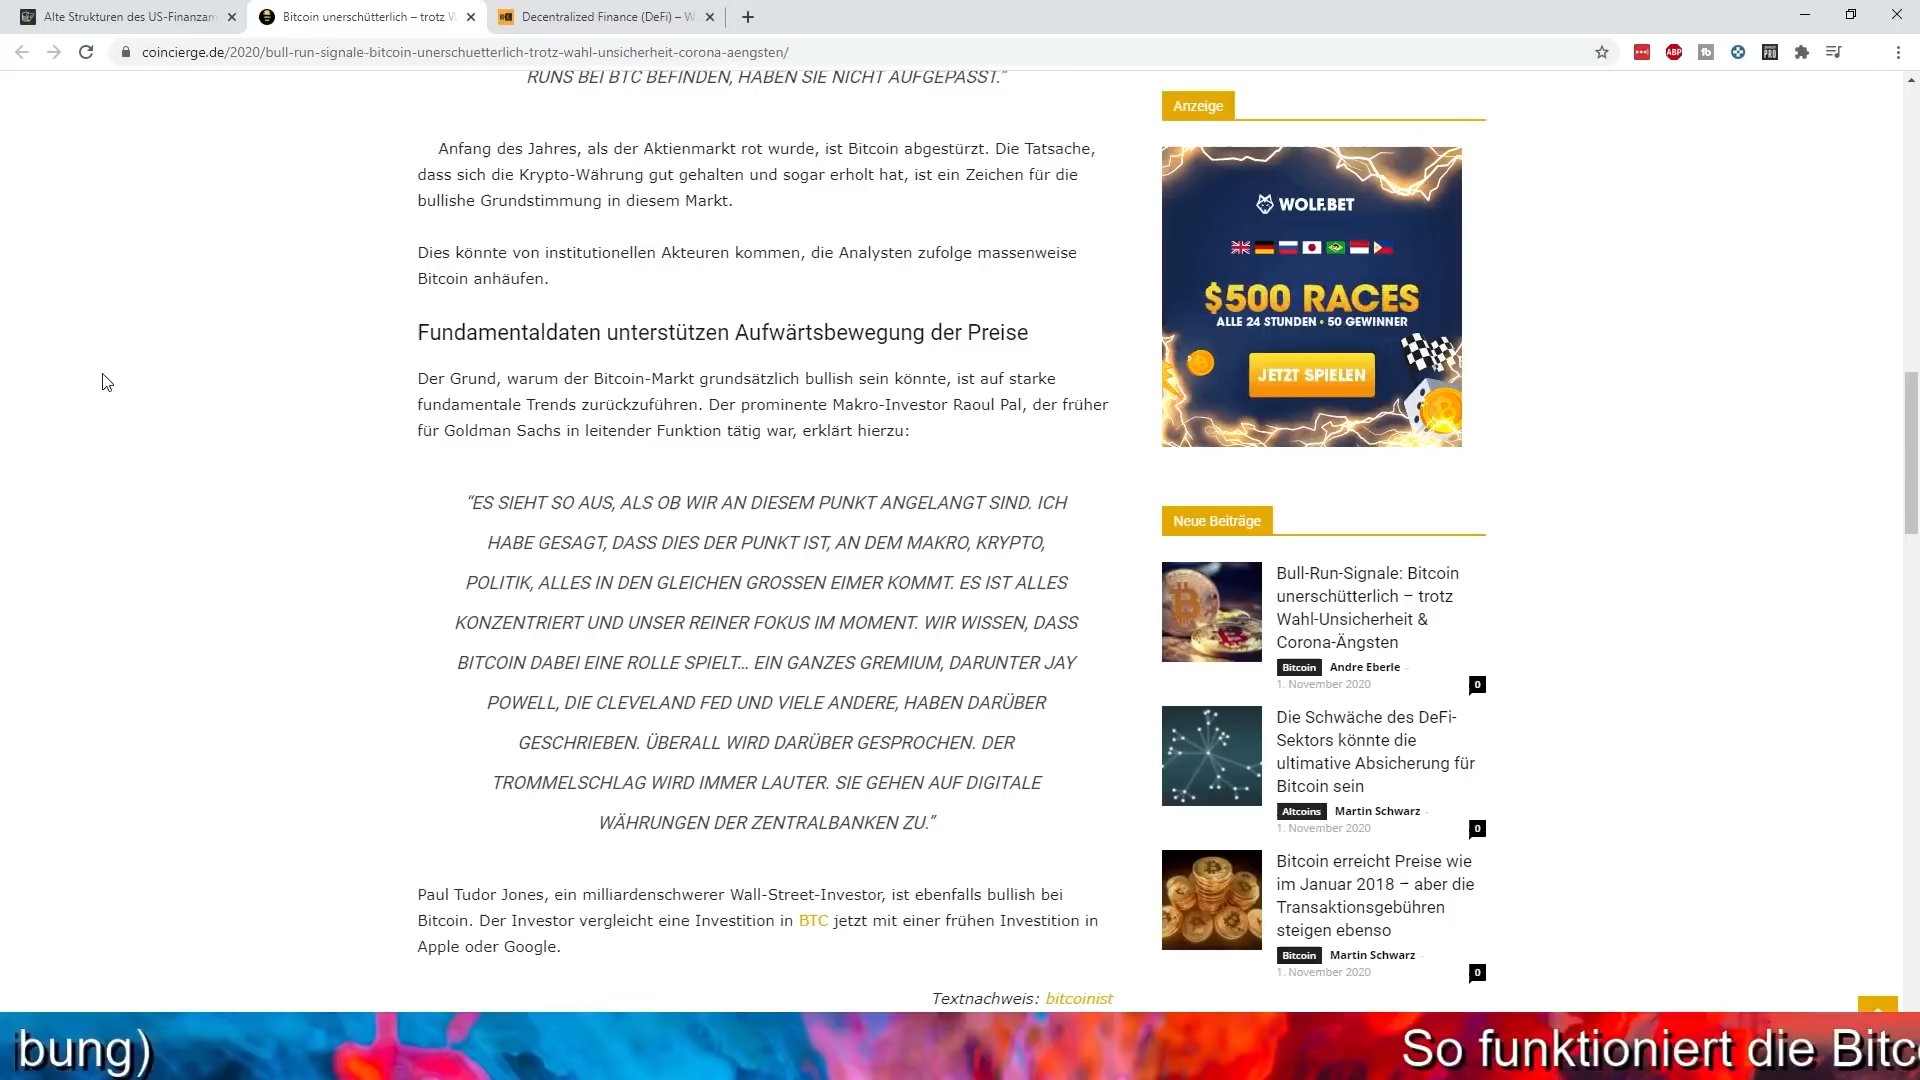 Alte Strukturen des US-Finanzam
Bitcoin unerschütterlich – trotz W
Decentralized Finance (DeFi) – W
coincierge.de/2020/bull-run-signale-bitcoin-unerschuetterlich-trotz-wahl-unsicherheit-corona-aengsten/
ABP
PRO
RUNS BEI BTC BEFINDEN, HABEN SIE NICHT AUFGEPASST.”
Anfang des Jahres, als der Aktienmarkt rot wurde, ist Bitcoin abgestürzt. Die Tatsache,
dass sich die Krypto-Währung gut gehalten und sogar erholt hat, ist ein Zeichen für die
bullishe Grundstimmung in diesem Markt.
Dies könnte von institutionellen Akteuren kommen, die Analysten zufolge massenweise
Bitcoin anhäufen.
Fundamentaldaten unterstützen Aufwärtsbewegung der Preise
Der Grund, warum der Bitcoin-Markt grundsätzlich bullish sein könnte, ist auf starke
fundamentale Trends zurückzuführen. Der prominente Makro-Investor Raoul Pal, der früher
für Goldman Sachs in leitender Funktion tätig war, erklärt hierzu:
“ES SIEHT SO AUS, ALS OB WIR AN DIESEM PUNKT ANGELANGT SIND. ICH
HABE GESAGT, DASS DIES DER PUNKT IST, AN DEM MAKRO, KRYPTO,
POLITIK, ALLES IN DEN GLEICHEN GROSSEN EIMER KOMMT. ES IST ALLES
KONZENTRIERT UND UNSER REINER FOKUS IM MOMENT. WIR WISSEN, DASS
BITCOIN DABEI EINE ROLLE SPIELT… EIN GANZES GREMIUM, DARUNTER JAY
POWELL, DIE CLEVELAND FED UND VIELE ANDERE, HABEN DARÜBER
GESCHRIEBEN. ÜBERALL WIRD DARÜBER GESPROCHEN. DER
TROMMELSCHLAG WIRD IMMER LAUTER. SIE GEHEN AUF DIGITALE
WÄHRUNGEN DER ZENTRALBANKEN ZU.”
Paul Tudor Jones, ein milliardenschwerer Wall-Street-Investor, ist ebenfalls bullish bei
Bitcoin. Der Investor vergleicht eine Investition in BTC jetzt mit einer frühen Investition in
Apple oder Google.
Textnachweis: bitcoinist
Anzeige
WOLF.BET
$500 RACES
ALLE 24 STUNDEN • 50 GEWINNER
JETZT SPIELEN
Neue Beiträge
Bull-Run-Signale: Bitcoin
unerschütterlich – trotz
Wahl-Unsicherheit &
Corona-Ängsten
Bitcoin Andre Eberle -
1. November 2020
0
Die Schwäche des DeFi-
Sektors könnte die
ultimative Absicherung für
Bitcoin sein
Altcoins Martin Schwarz -
1. November 2020
0
Bitcoin erreicht Preise wie
im Januar 2018 – aber die
Transaktionsgebühren
steigen ebenso
Bitcoin Martin Schwarz -
1. November 2020
0
bung)
So funktioniert die Bitc